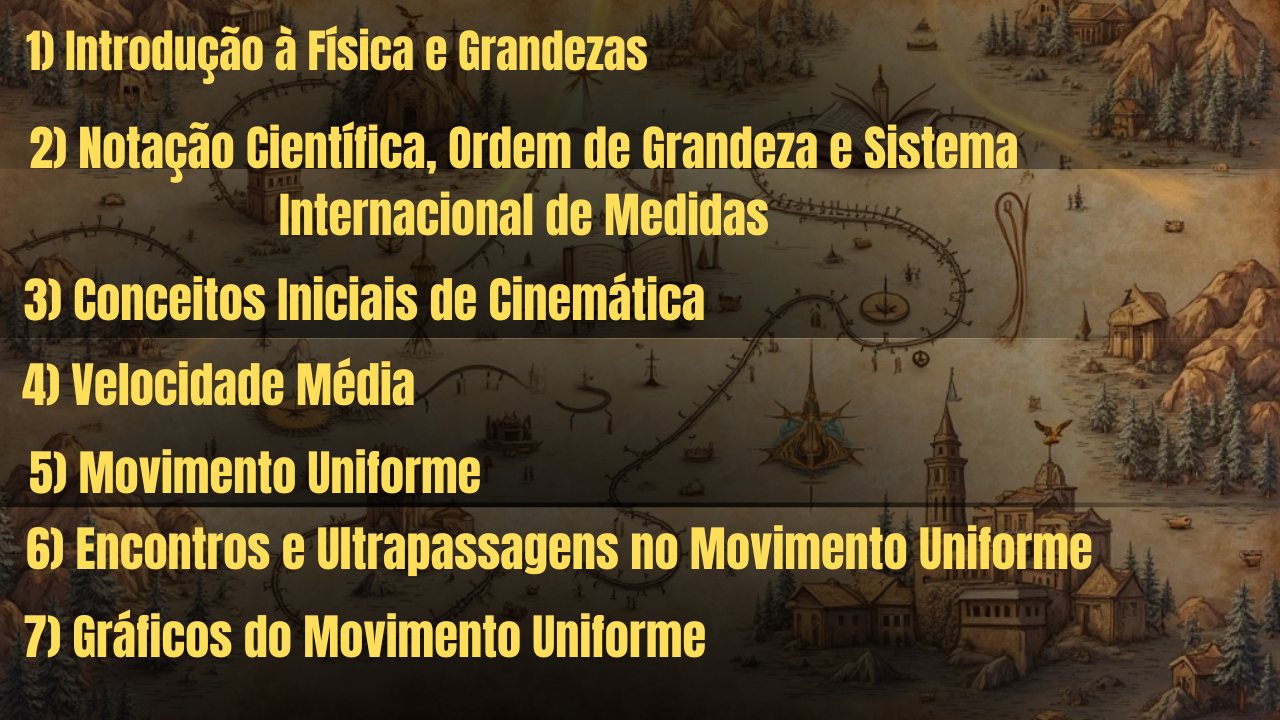 1) Introdução à Física e Grandezas
2) Notação Científica, Ordem de Grandeza e Sistema
Internacional de Medidas
3) Conceitos Iniciais de Cinemática
4) Velocidade Média
5) Movimento Uniforme
6) Encontros e Ultrapassagens no Movimento Uniforme
7) Gráficos do Movimento Uniforme